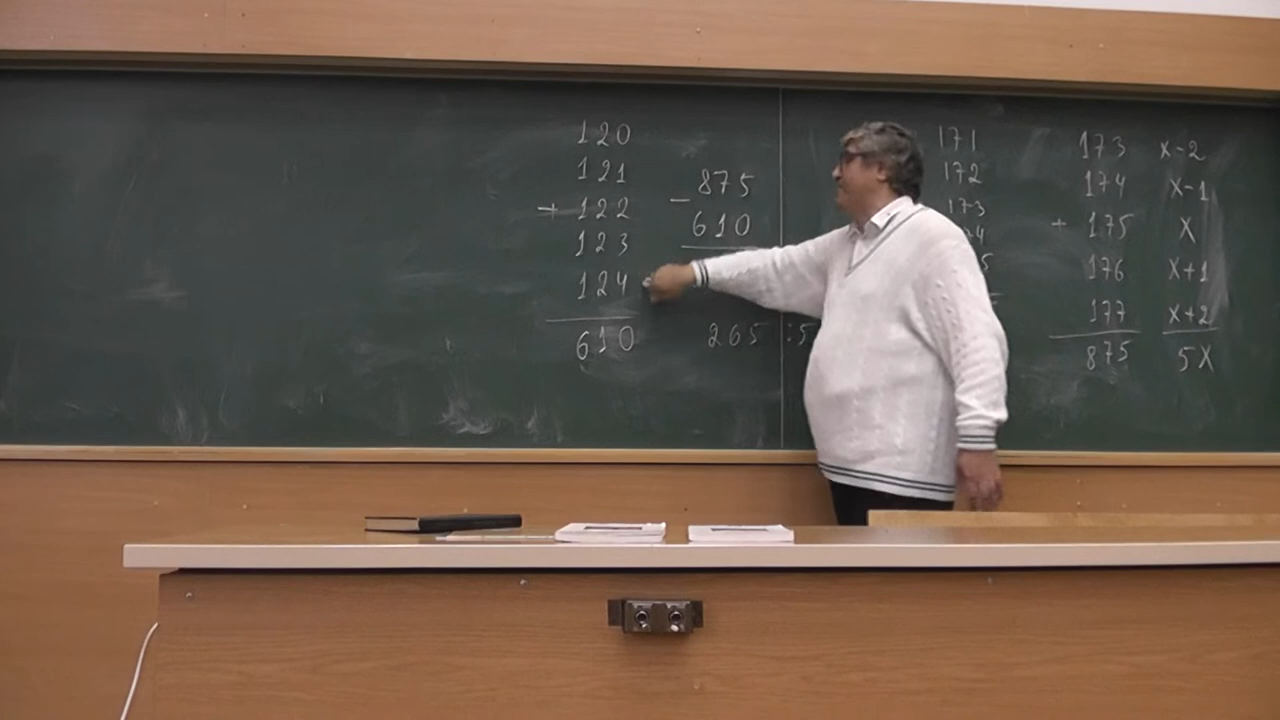 120
121
+ 122
123
124
610
- 875
610
265 :5
171
172
173
173 x-2
174 x-1
+ 175 x
176 x+1
177 x+2
875 5x